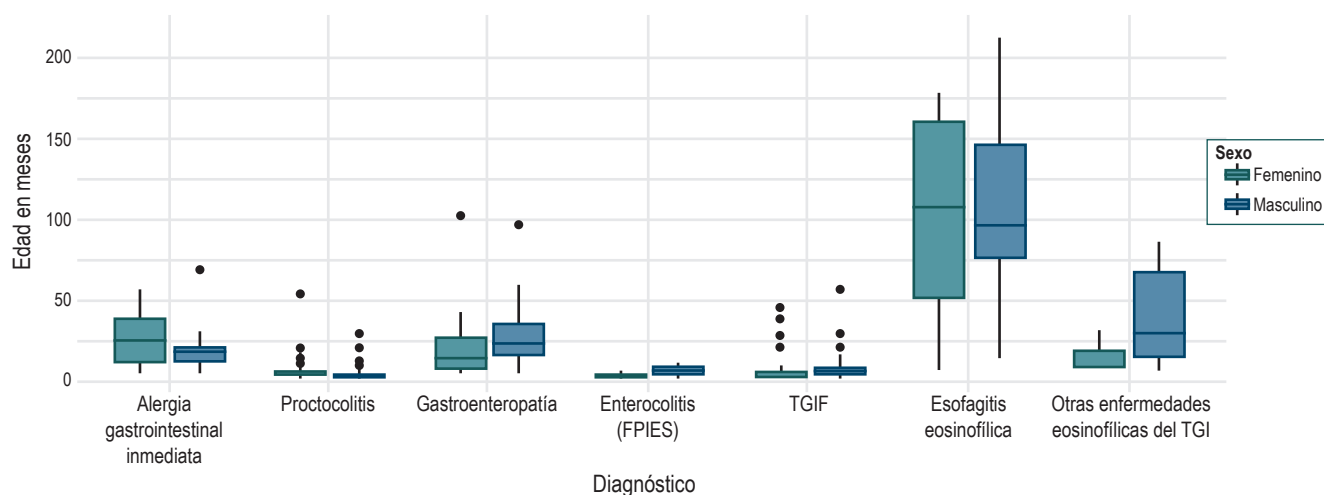 Edad en meses
200
150
100
50
0
Alergia
gastrointestinal
inmediata
Proctocolitis
Gastroenteropatía
Enterocolitis
(FPIES)
TGIF
Esofagitis
eosinofílica
Otras enfermedades
eosinofílicas del TGI
Diagnóstico
Sexo
Femenino
Masculino